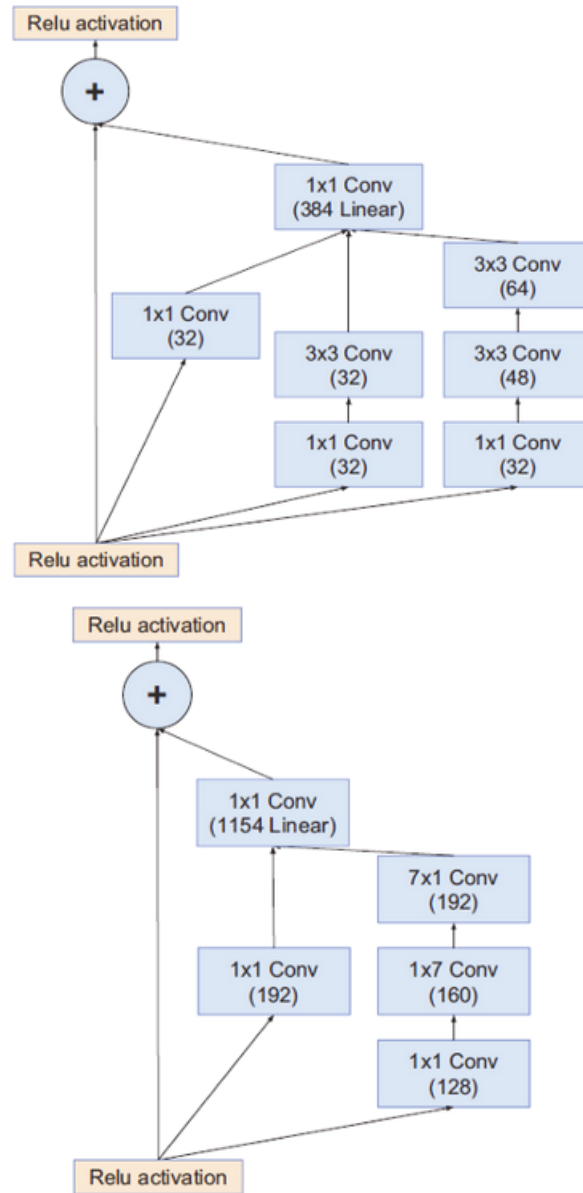 Relu activation
+
1x1 Conv
(384 Linear)
3x3 Conv
(64)
1x1 Conv
(32)
3x3 Conv
(32)
3x3 Conv
(48)
1x1 Conv
(32)
1x1 Conv
(32)
Relu activation
Relu activation
+
1x1 Conv
(1154 Linear)
7x1 Conv
(192)
1x1 Conv
(192)
1x7 Conv
(160)
1x1 Conv
(128)
Relu activation